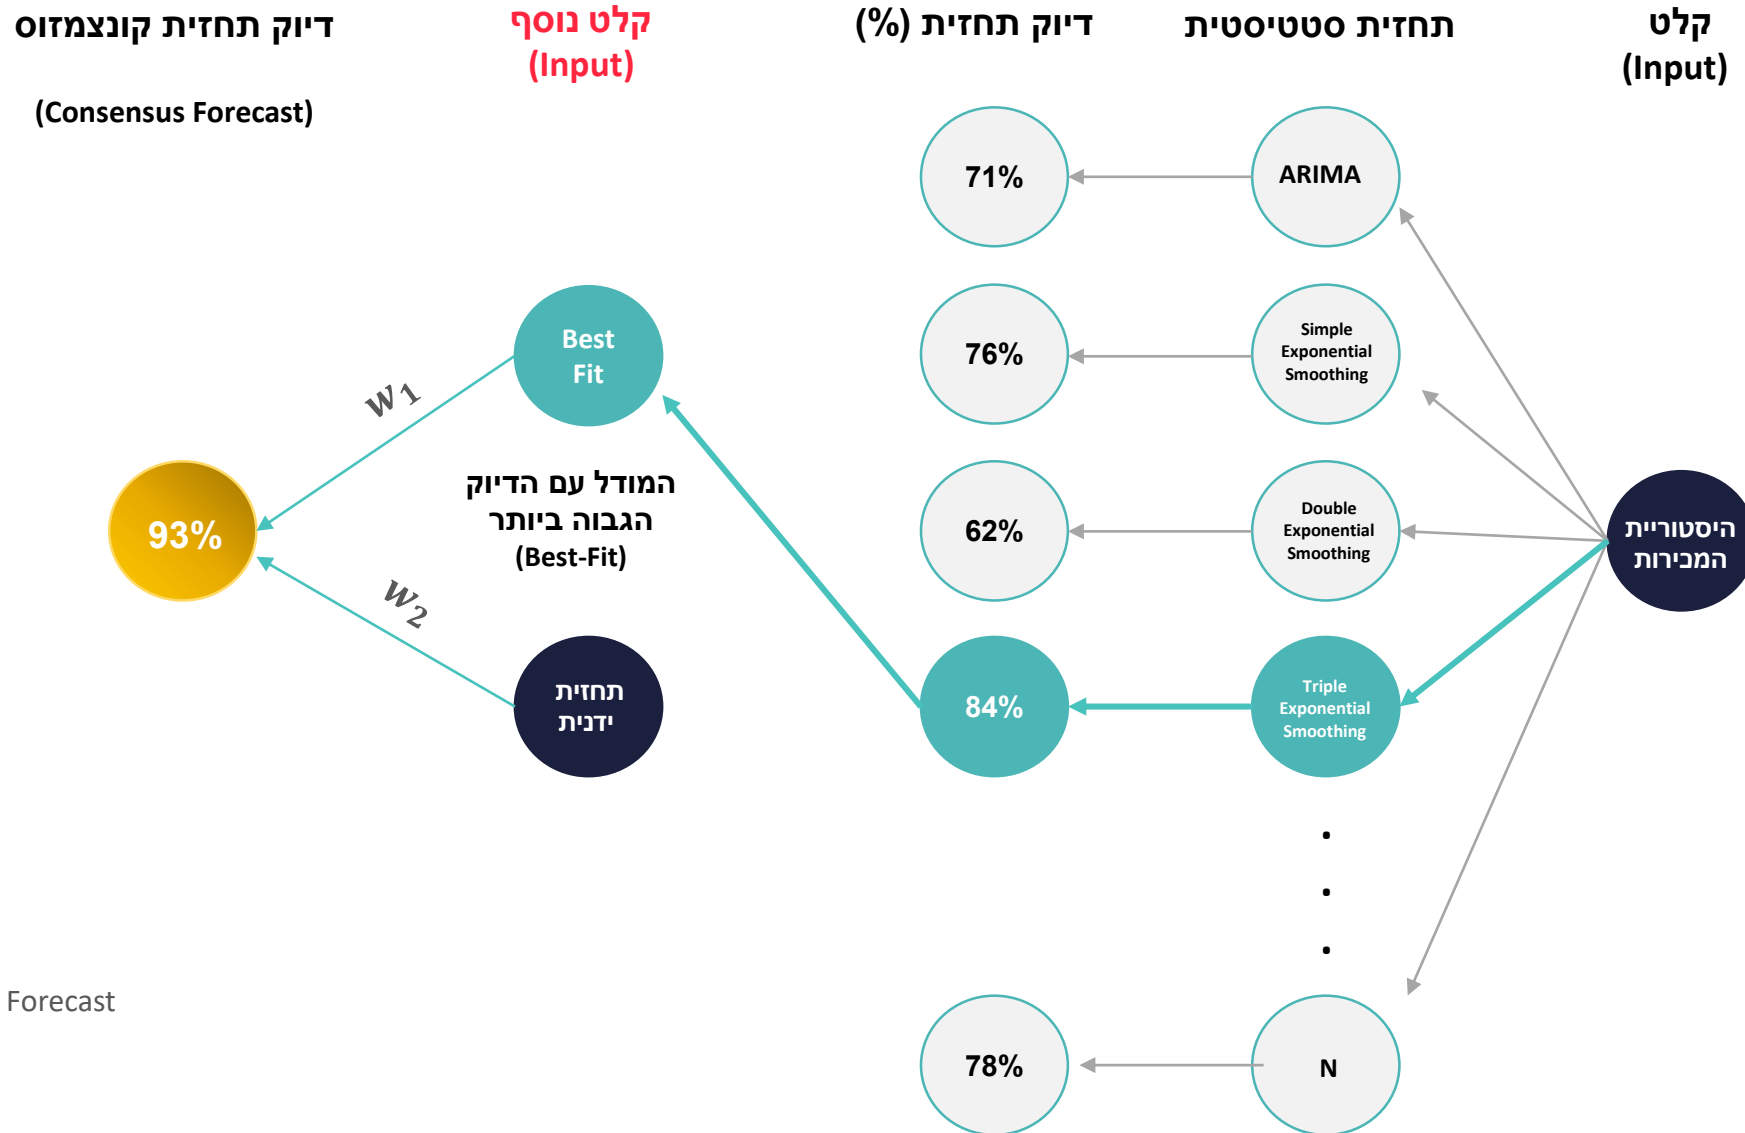 קלט
(Input)
תחזית סטטיסטית
דיוק תחזית (%)
קלט נוסף
(Input)
דיוק תחזית קונצמזוס
(Consensus Forecast)
היסטוריית
המכירות
ARIMA
71%
Simple
Exponential
Smoothing
76%
Double
Exponential
Smoothing
62%
Triple
Exponential
Smoothing
84%
.
.
.
N
78%
Best
Fit
המודל עם הדיוק
הגבוה ביותר
(Best-Fit)
תחזית
ידנית
w1
w2
93%
Forecast